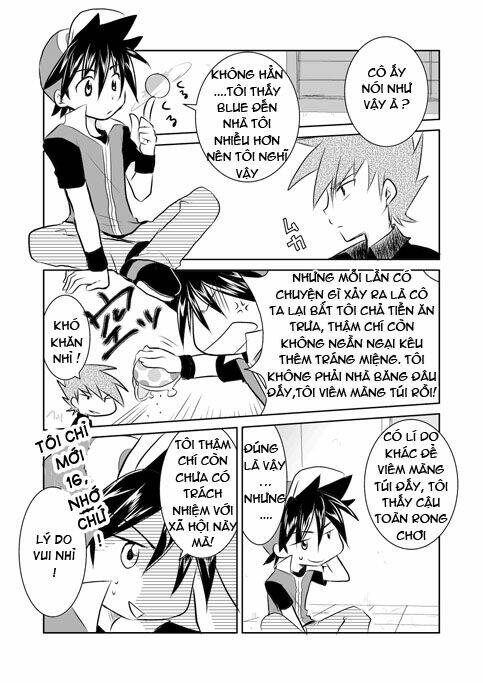 CÔ ẤY
NÓI NHƯ
VẬY À ?
KHÔNG HẲN
....TÔI THẤY
BLUE ĐẾN
NHÀ TÔI
NHIỀU HƠN
NÊN TÔI NGHĨ
VẬY
ムカ
NHƯNG MỖI LẦN CÓ
CHUYỆN GÌ XẢY RA LÀ CÔ
TA LẠI BẮT TÔI CHẢ TIỀN ĂN
TRƯA, THẬM CHÍ CÒN
KHÔNG NGẦN NGẠI KÊU
THÊM TRÁNG MIỆNG. TÔI
KHÔNG PHẢI NHÀ BĂNG ĐÂU
ĐẤY,TÔI VIÊM MÀNG TÚI RỒI!
KHÓ
KHĂN
NHỈ !
CÓ LÍ DO
KHÁC ĐỂ
VIÊM MÀNG
TÚI ĐẤY, TÔI
THẤY CẬU
TOÀN RONG
CHƠI
ĐÚNG
LÀ VẬY
...
NHƯNG
....
TÔI THẬM
CHÍ CÒN
CHƯA CÓ
TRÁCH
NHIỆM VỚI
XÃ HỘI NÀY
MÀ!
TÔI CHỈ
MỚI
16,
NHỚ
CHỨ
!
LÝ DO
VUI NHỈ
!